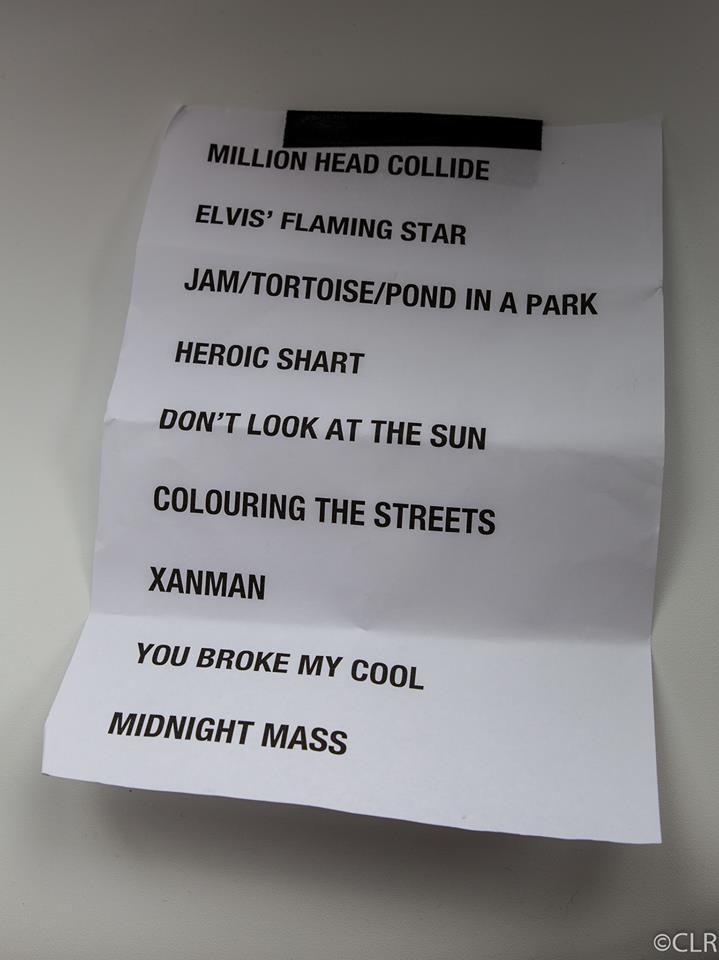 MILLION HEAD COLLIDE
ELVIS’ FLAMING STAR
JAM/TORTOISE/POND IN A PARK
HEROIC SHART
DON’T LOOK AT THE SUN
COLOURING THE STREETS
XANMAN
YOU BROKE MY COOL
MIDNIGHT MASS
©CLR